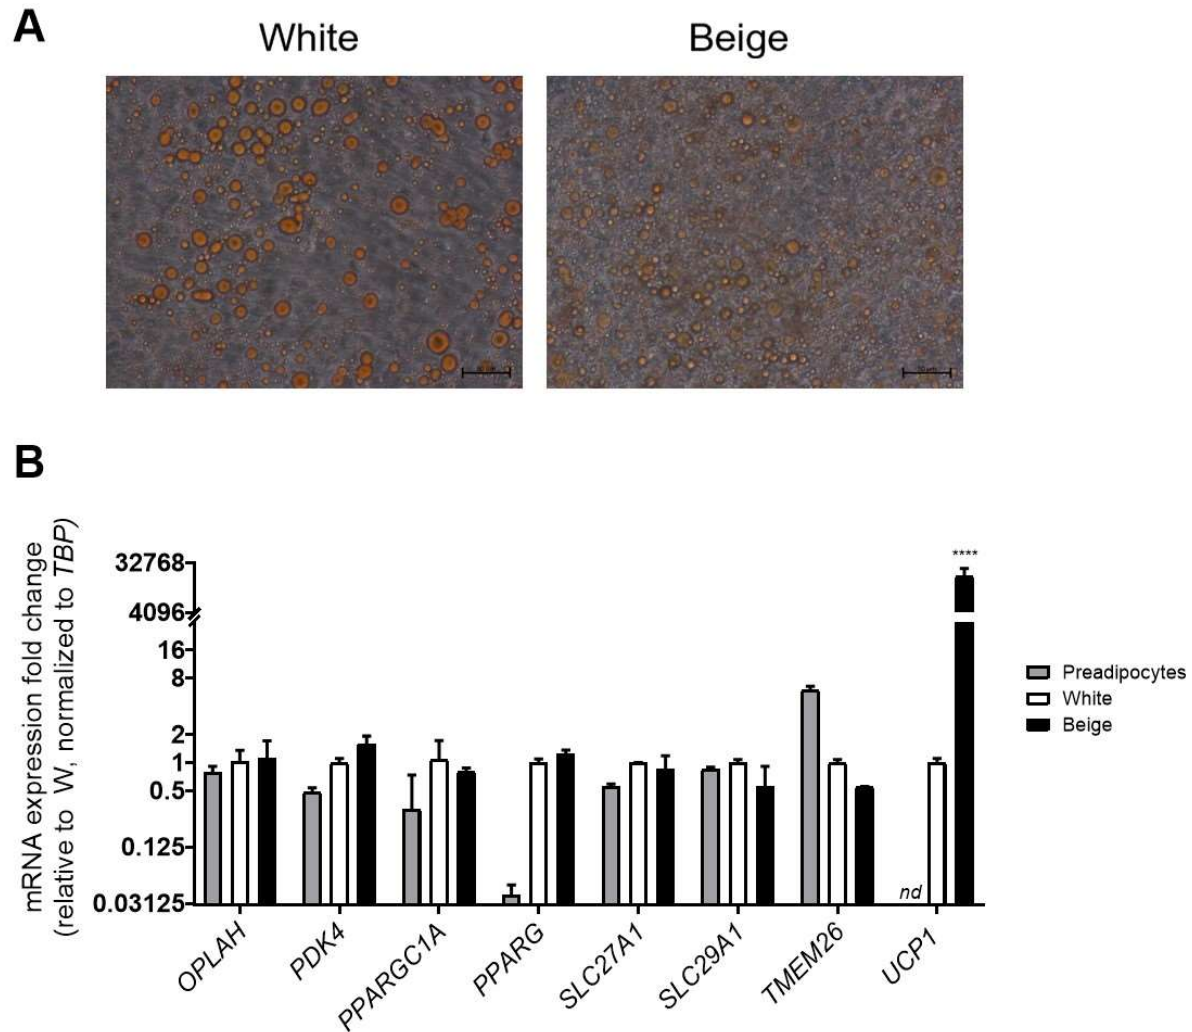 A
White
Beige
B
mRNA expression fold change
(relative to W, normalized to TBP)
32768
4096
16
8
2
1
0.5
0.125
0.03125
****
nd
OPLAH
PDK4
PPARGC1A
PPARG
SLC27A1
SLC29A1
TMEM26
UCP1
Preadipocytes
White
Beige